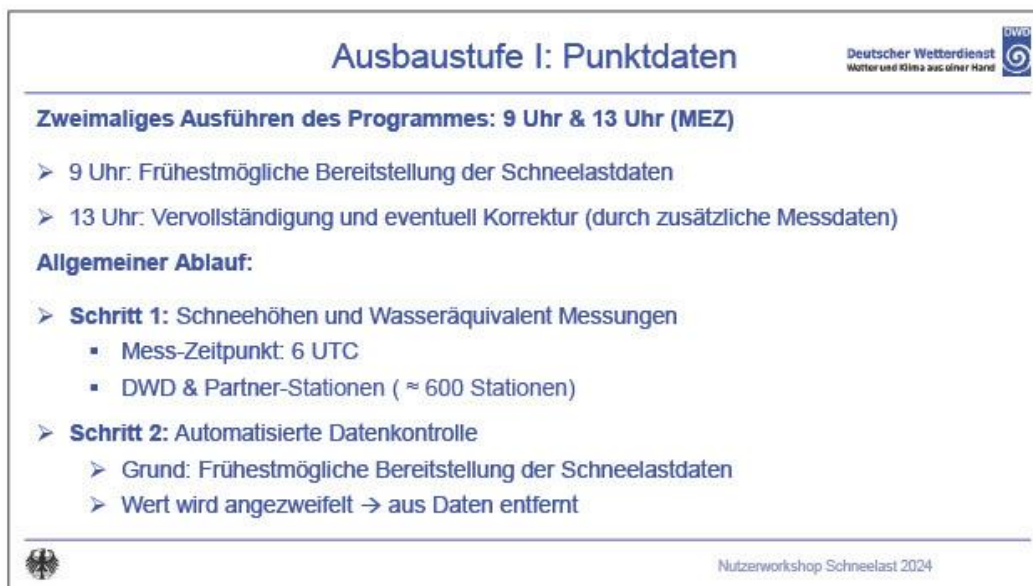 Ausbaustufe I: Punktdaten
Deutscher Wetterdienst
Wetter und Klima aus einer Hand
DWD
Zweimaliges Ausführen des Programmes: 9 Uhr & 13 Uhr (MEZ)
➢ 9 Uhr: Frühestmögliche Bereitstellung der Schneelastdaten
➢ 13 Uhr: Vervollständigung und eventuell Korrektur (durch zusätzliche Messdaten)
Allgemeiner Ablauf:
➢ Schritt 1: Schneehöhen und Wasseräquivalent Messungen
▪ Mess-Zeitpunkt: 6 UTC
▪ DWD & Partner-Stationen ( ≈ 600 Stationen)
➢ Schritt 2: Automatisierte Datenkontrolle
➢ Grund: Frühestmögliche Bereitstellung der Schneelastdaten
➢ Wert wird angezweifelt → aus Daten entfernt
Nutzerworkshop Schneelast 2024